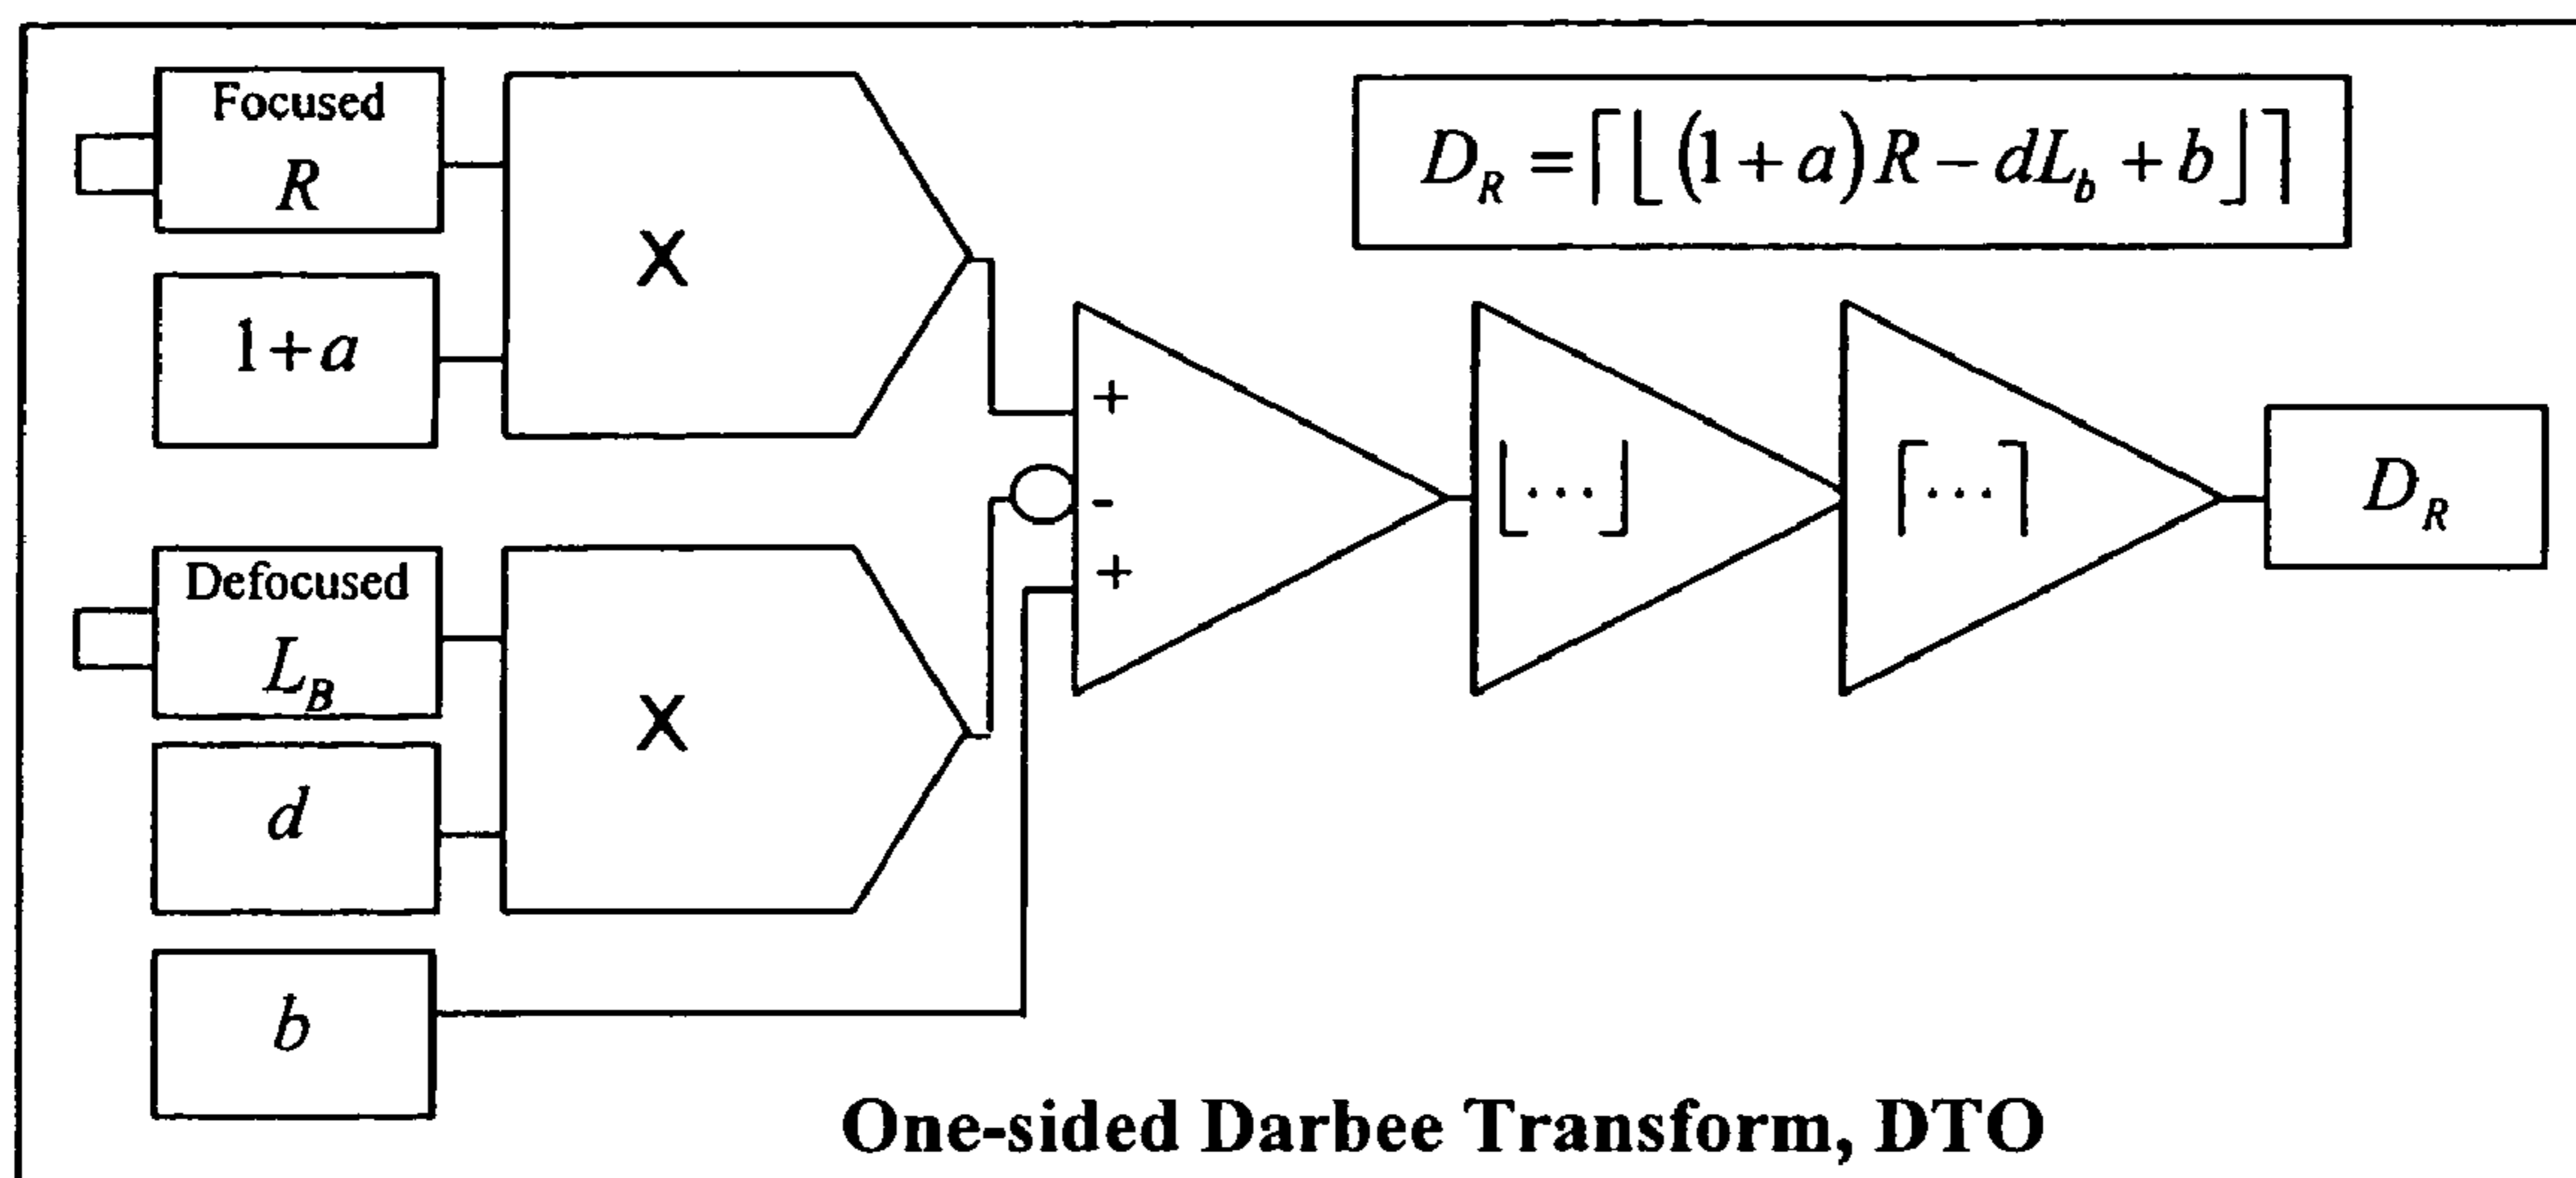 Focused
R
D_R = ⌈⌊(1+a)R − dL_b + b⌋⌉
X
1+a
+
-
+
⌊···⌋
⌈···⌉
D_R
Defocused
L_B
X
d
b
One-sided Darbee Transform, DTO